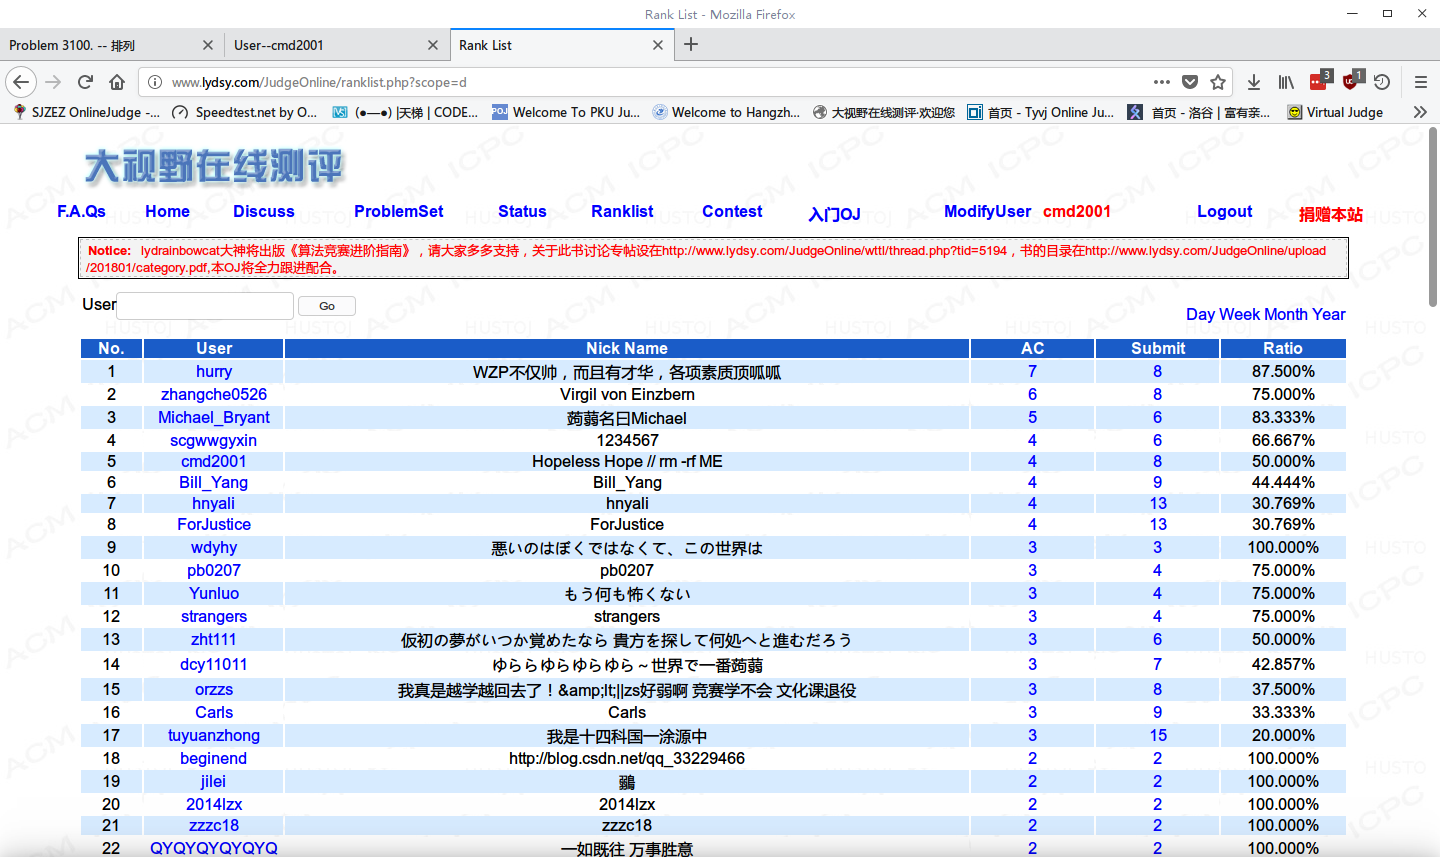 Rank List - Mozilla Firefox
Problem 3100. -- 排列 User--cmd2001 Rank List
www.lydsy.com/JudgeOnline/ranklist.php?scope=d 3 1
SJZEZ OnlineJudge -... Speedtest.net by O... (●—●) |天梯 | CODE... Welcome To PKU Ju... Welcome to Hangzh... 大视野在线测评·欢迎您 首页 - Tyvj Online Ju... 首页 - 洛谷 | 富有亲... Virtual Judge
大视野在线测评
F.A.Qs Home Discuss ProblemSet Status Ranklist Contest 入门OJ ModifyUser cmd2001 Logout 捐赠本站
Notice: lydrainbowcat大神将出版《算法竞赛进阶指南》，请大家多多支持，关于此书讨论专帖设在http://www.lydsy.com/JudgeOnline/wttl/thread.php?tid=5194，书的目录在http://www.lydsy.com/JudgeOnline/upload
/201801/category.pdf,本OJ将全力跟进配合。
User Go
Day Week Month Year
No. User Nick Name AC Submit Ratio
1 hurry WZP不仅帅，而且有才华，各项素质顶呱呱 7 8 87.500%
2 zhangche0526 Virgil von Einzbern 6 8 75.000%
3 Michael_Bryant 蒟蒻名曰Michael 5 6 83.333%
4 scgwwgyxin 1234567 4 6 66.667%
5 cmd2001 Hopeless Hope // rm -rf ME 4 8 50.000%
6 Bill_Yang Bill_Yang 4 9 44.444%
7 hnyali hnyali 4 13 30.769%
8 ForJustice ForJustice 4 13 30.769%
9 wdyhy 悪いのはぼくではなくて、この世界は 3 3 100.000%
10 pb0207 pb0207 3 4 75.000%
11 Yunluo もう何も怖くない 3 4 75.000%
12 strangers strangers 3 4 75.000%
13 zht111 仮初の夢がいつか覚めたなら 貴方を探して何処へと進むだろう 3 6 50.000%
14 dcy11011 ゆららゆらゆらゆら～世界で一番蒟蒻 3 7 42.857%
15 orzzs 我真是越学越回去了！&amp;lt;||zs好弱啊 竞赛学不会 文化课退役 3 8 37.500%
16 Carls Carls 3 9 33.333%
17 tuyuanzhong 我是十四科国一涂源中 3 15 20.000%
18 beginend http://blog.csdn.net/qq_33229466 2 2 100.000%
19 jilei 2 2 100.000%
20 2014lzx 2014lzx 2 2 100.000%
21 zzzc18 zzzc18 2 2 100.000%
22 QYQYQYQYQYQ 一如既往 万事胜意 2 2 100.000%